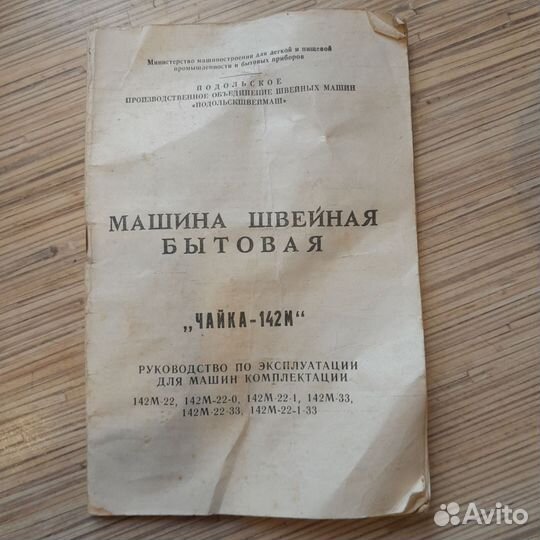 Министерство машиностроения для легкой и пищевой
промышленности и бытовых приборов
ПОДОЛЬСКОЕ
ПРОИЗВОДСТВЕННОЕ ОБЪЕДИНЕНИЕ ШВЕЙНЫХ МАШИН
«ПОДОЛЬСКШВЕЙМАШ»
МАШИНА ШВЕЙНАЯ
БЫТОВАЯ
„ЧАЙКА-142М“
РУКОВОДСТВО ПО ЭКСПЛУАТАЦИИ
ДЛЯ МАШИН КОМПЛЕКТАЦИИ
142М-22, 142М-22-0, 142М-22-1, 142М-33,
142М-22-33, 142М-22-1-33
Avito